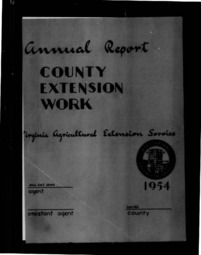 Annual Report
COUNTY
EXTENSION
WORK
Virginia Agricultural Extension Service
1954
agent
assistant agent
county